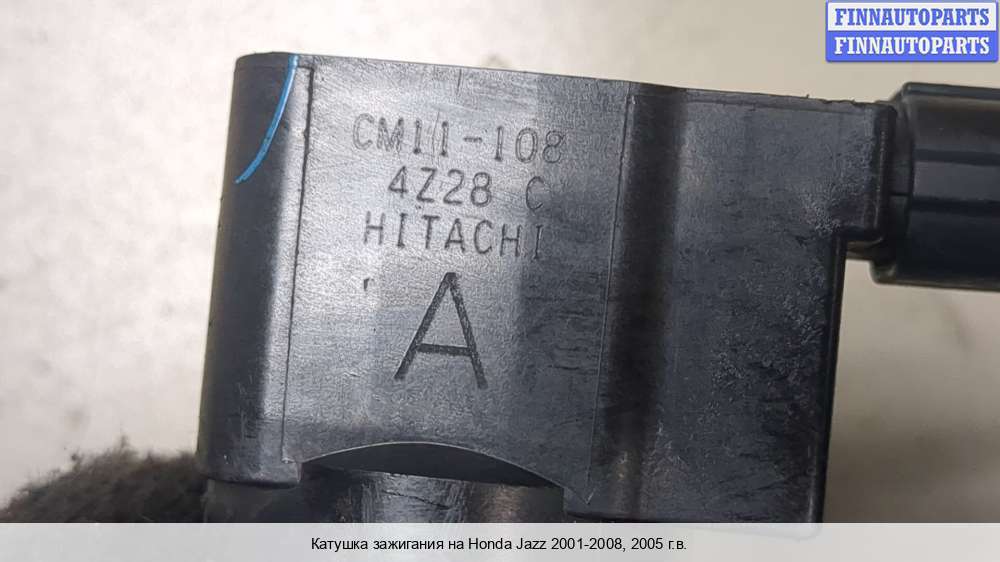 FINNAUTOPARTS
FINNAUTOPARTS
CM11-108
4Z28 C
HITACHI
A
Катушка зажигания на Honda Jazz 2001-2008, 2005 г.в.